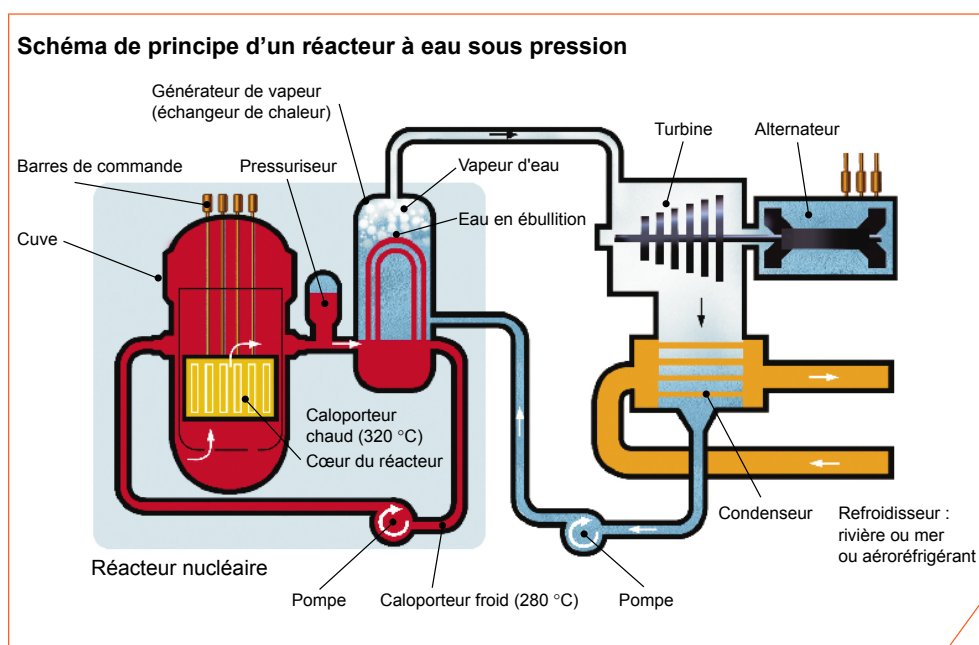 Schéma de principe d'un réacteur à eau sous pression
Générateur de vapeur
(échangeur de chaleur)
Turbine
Alternateur
Barres de commande
Pressuriseur
Vapeur d'eau
Eau en ébullition
Cuve
Caloporteur
chaud (320 °C)
Cœur du réacteur
Condenseur
Refroidisseur :
rivière ou mer
ou aéroréfrigérant
Réacteur nucléaire
Pompe
Caloporteur froid (280 °C)
Pompe